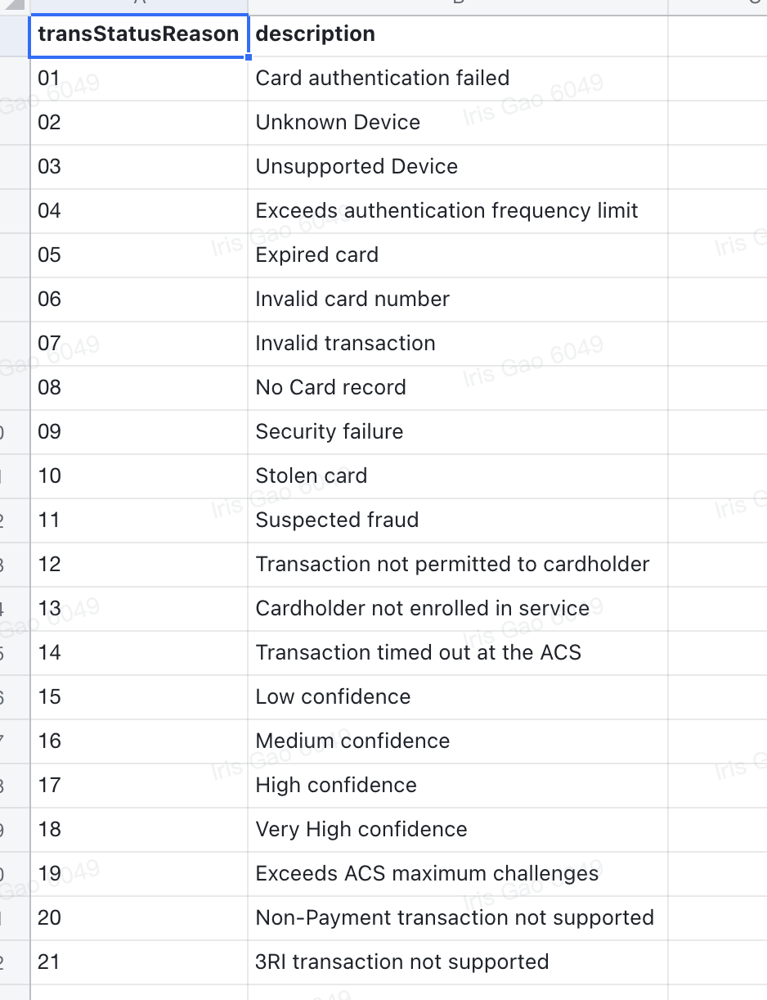 transStatusReason description
01 Card authentication failed
02 Unknown Device
03 Unsupported Device
04 Exceeds authentication frequency limit
05 Expired card
06 Invalid card number
07 Invalid transaction
08 No Card record
09 Security failure
10 Stolen card
11 Suspected fraud
12 Transaction not permitted to cardholder
13 Cardholder not enrolled in service
14 Transaction timed out at the ACS
15 Low confidence
16 Medium confidence
17 High confidence
18 Very High confidence
19 Exceeds ACS maximum challenges
20 Non-Payment transaction not supported
21 3RI transaction not supported
Iris Gao 6049